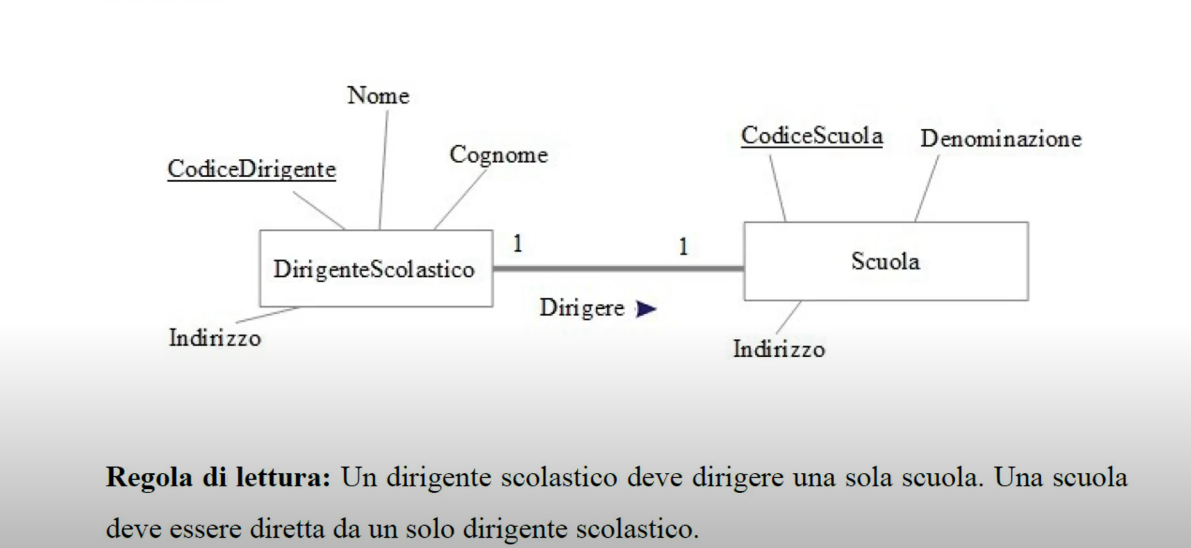 Nome
Cognome
CodiceDirigente
CodiceScuola
Denominazione
DirigenteScolastico
1
1
Scuola
Dirigere
Indirizzo
Indirizzo
Regola di lettura: Un dirigente scolastico deve dirigere una sola scuola. Una scuola
deve essere diretta da un solo dirigente scolastico.